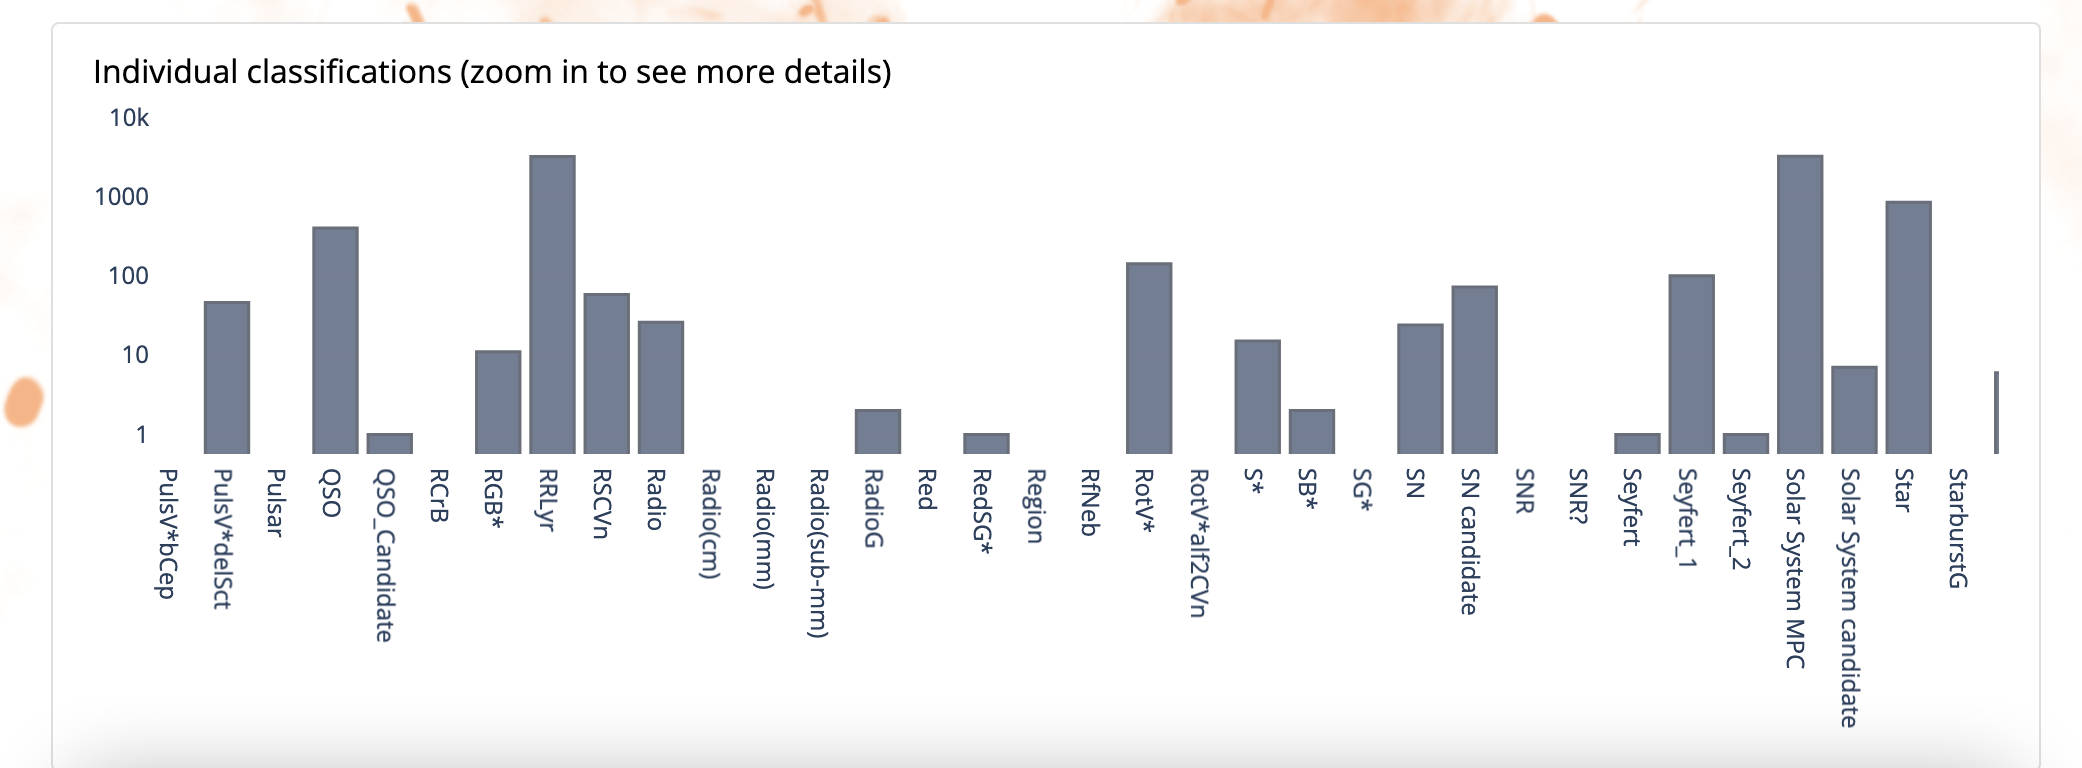 Individual classifications (zoom in to see more details)
10k
1000
100
10
1
PulsV*bCep
PulsV*delSct
Pulsar
QSO
QSO_Candidate
RCrB
RGB*
RRLyr
RSCVn
Radio
Radio(cm)
Radio(mm)
Radio(sub-mm)
RadioG
Red
RedSG*
Region
RfNeb
RotV*
RotV*alf2CVn
S*
SB*
SG*
SN
SN candidate
SNR
SNR?
Seyfert
Seyfert_1
Seyfert_2
Solar System MPC
Solar System candidate
Star
StarburstG